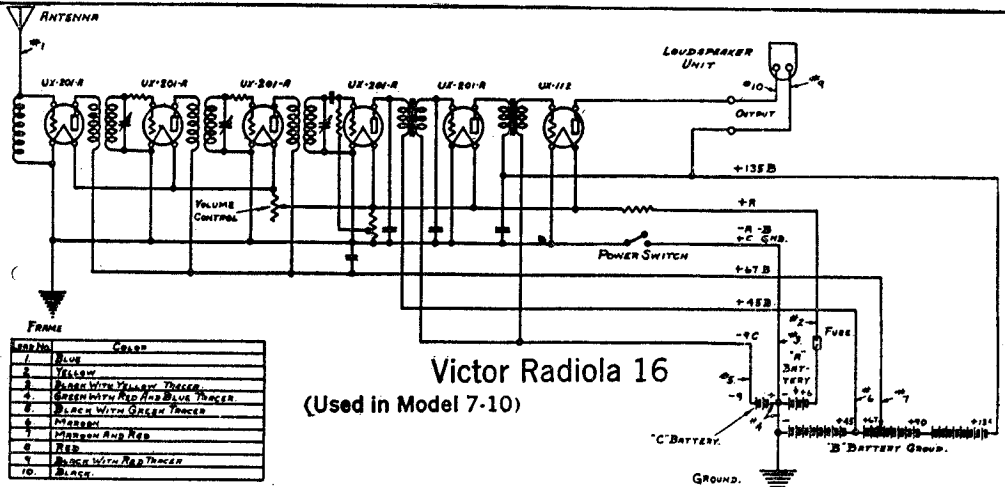 ANTENNA
#1
UX-201-A
UX-201-A
UX-201-A
UX-201-A
UX-201-A
UX-112
LOUDSPEAKER
UNIT
#10
#9
OUTPUT
+135 B
VOLUME
CONTROL
+A
-A -B
+C GND.
POWER SWITCH
+67 B
+45 B
-9C
#2
FUSE
#3
"A"
BATTERY
#5
#6
#7
FRAME
LEAD NO. COLOR
1. BLUE
2 YELLOW
3 BLACK WITH YELLOW TRACER.
4. GREEN WITH RED AND BLUE TRACER.
5. BLACK WITH GREEN TRACER
6 MAROON
7 MAROON AND RED
8 RED
9 BLACK WITH RED TRACER
10. BLACK.
Victor Radiola 16
(Used in Model 7-10)
-9
- +6
#4
"C" BATTERY.
- +45 +67 +90
"B" BATTERY GROUND.
GROUND.